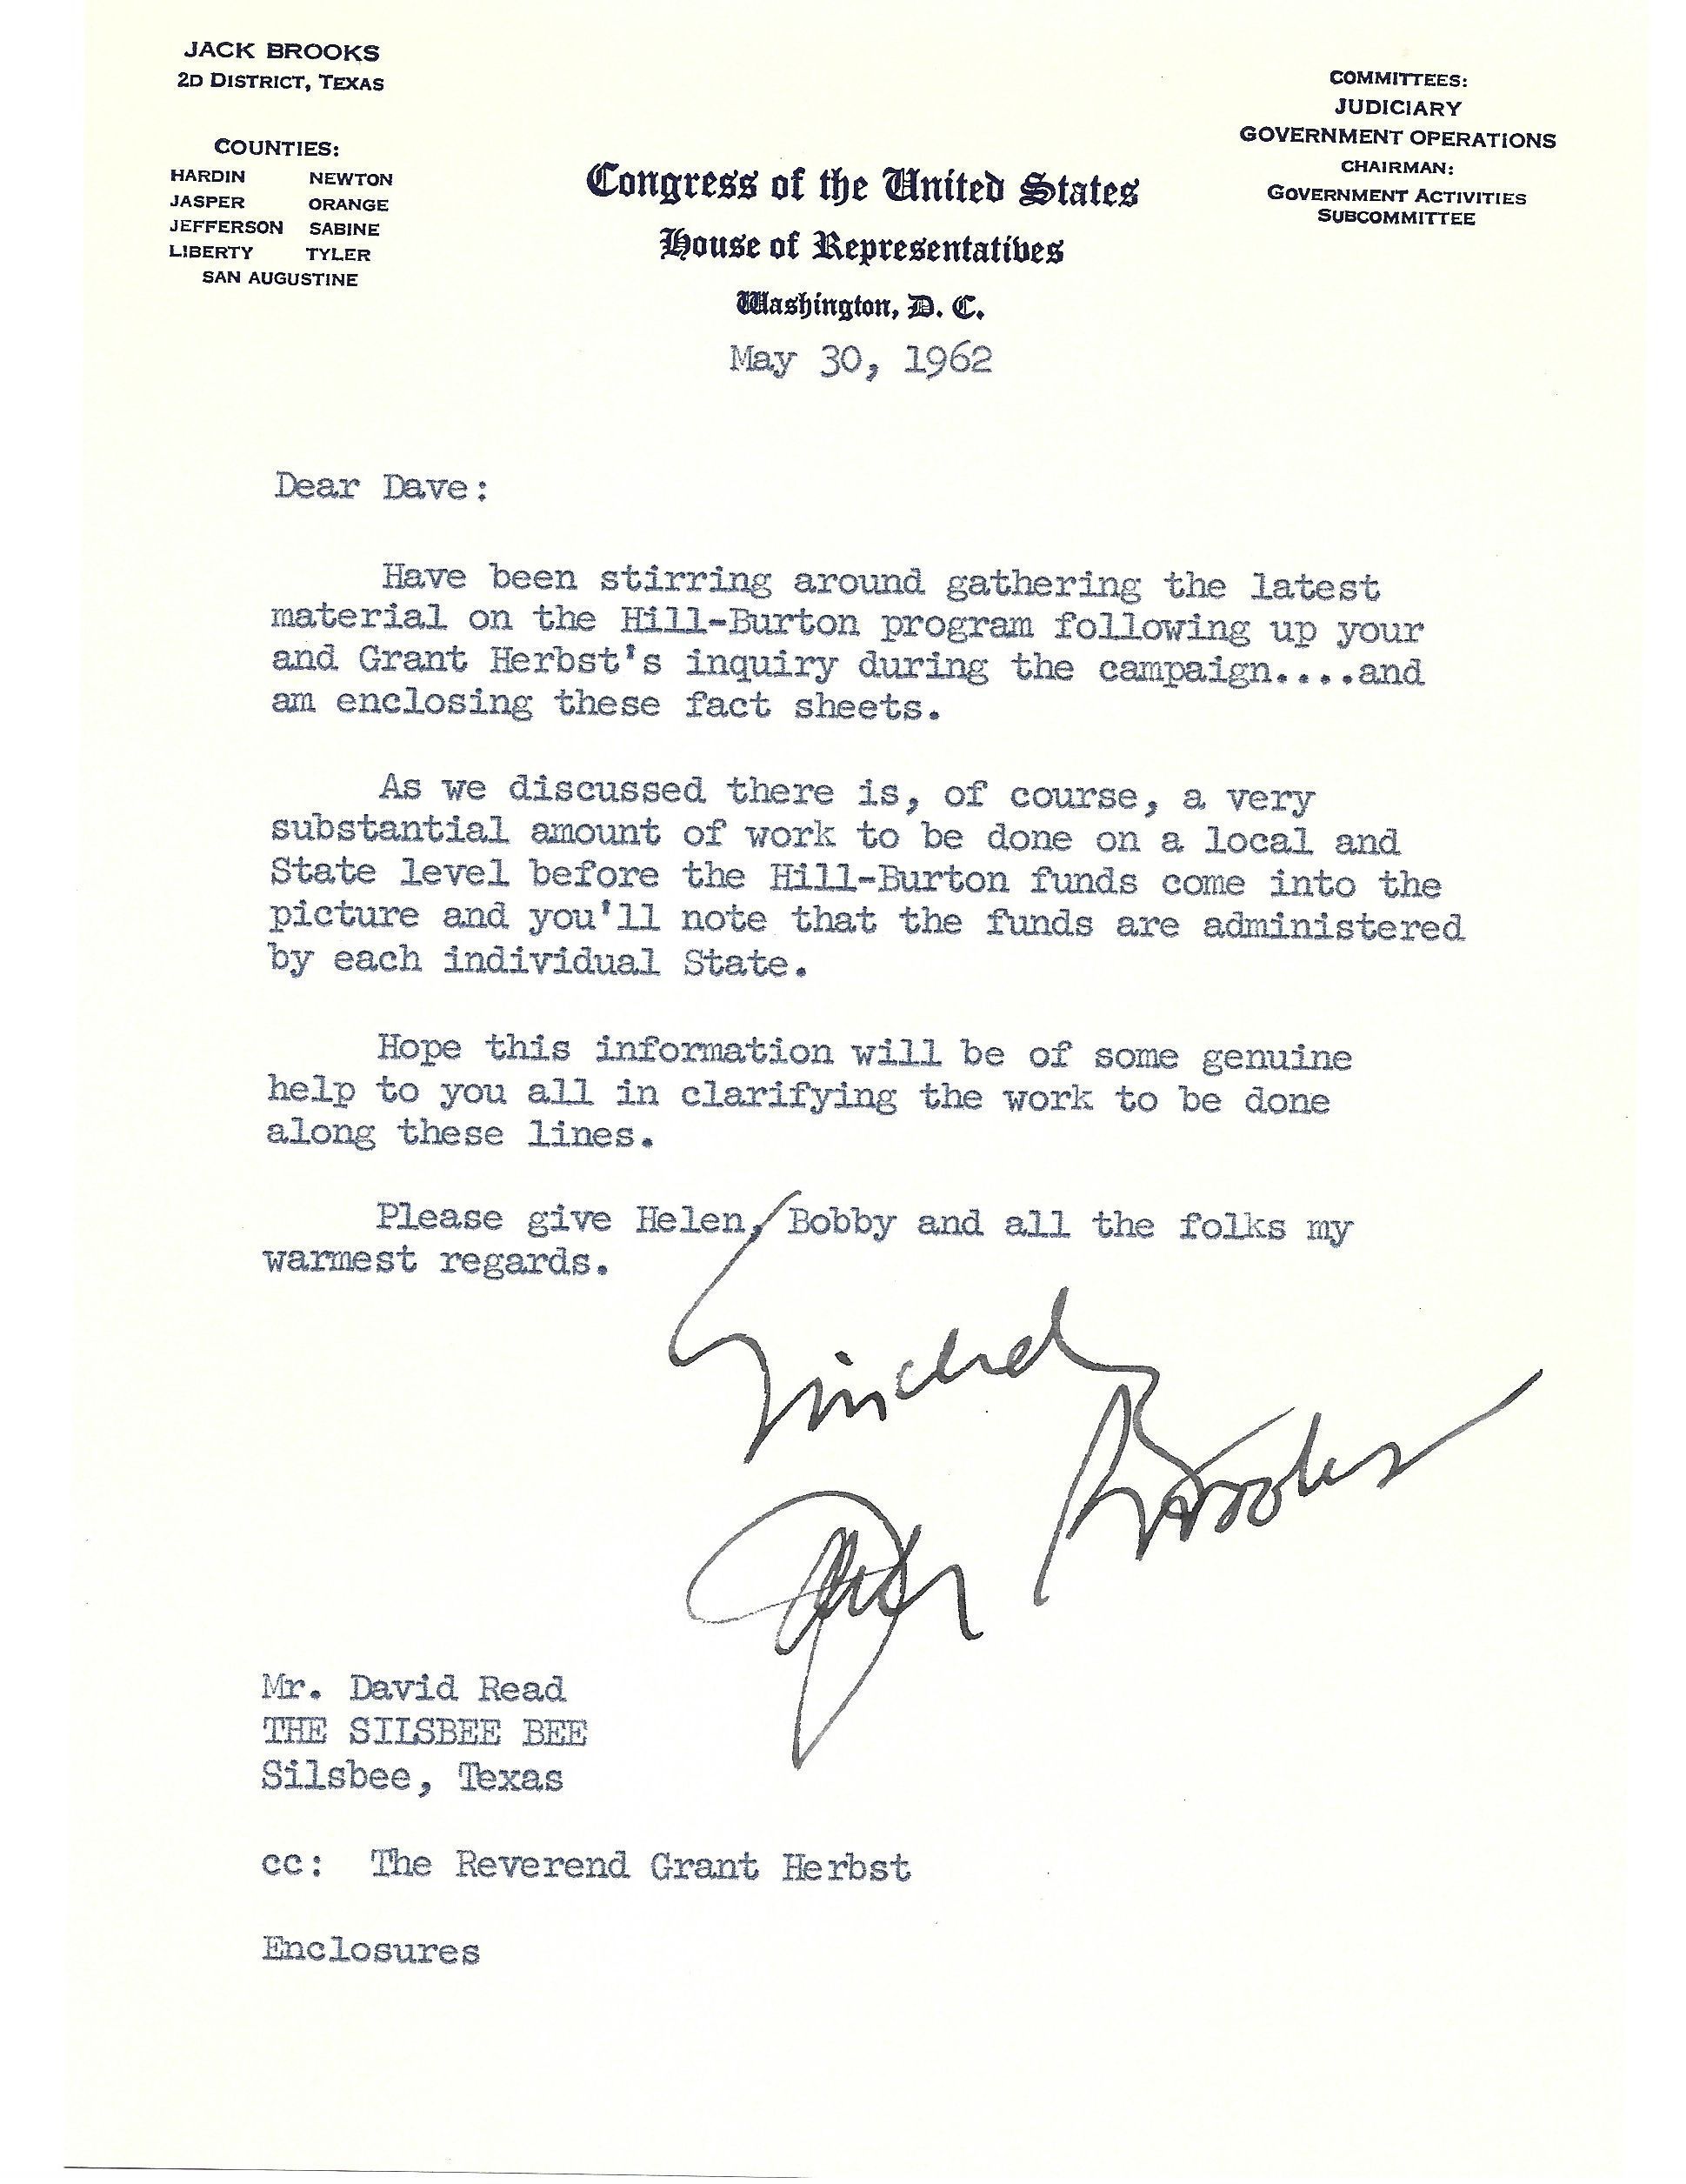 JACK BROOKS
2D DISTRICT, TEXAS
COUNTIES:
HARDIN NEWTON
JASPER ORANGE
JEFFERSON SABINE
LIBERTY TYLER
SAN AUGUSTINE
COMMITTEES:
JUDICIARY
GOVERNMENT OPERATIONS
CHAIRMAN:
GOVERNMENT ACTIVITIES
SUBCOMMITTEE
Congress of the United States
House of Representatives
Washington, D. C.
May 30, 1962
Dear Dave:
Have been stirring around gathering the latest
material on the Hill-Burton program following up your
and Grant Herbst's inquiry during the campaign....and
am enclosing these fact sheets.
As we discussed there is, of course, a very
substantial amount of work to be done on a local and
State level before the Hill-Burton funds come into the
picture and you'll note that the funds are administered
by each individual State.
Hope this information will be of some genuine
help to you all in clarifying the work to be done
along these lines.
Please give Helen, Bobby and all the folks my
warmest regards.
Sincerely
Jack Brooks
Mr. David Read
THE SILSBEE BEE
Silsbee, Texas
cc: The Reverend Grant Herbst
Enclosures